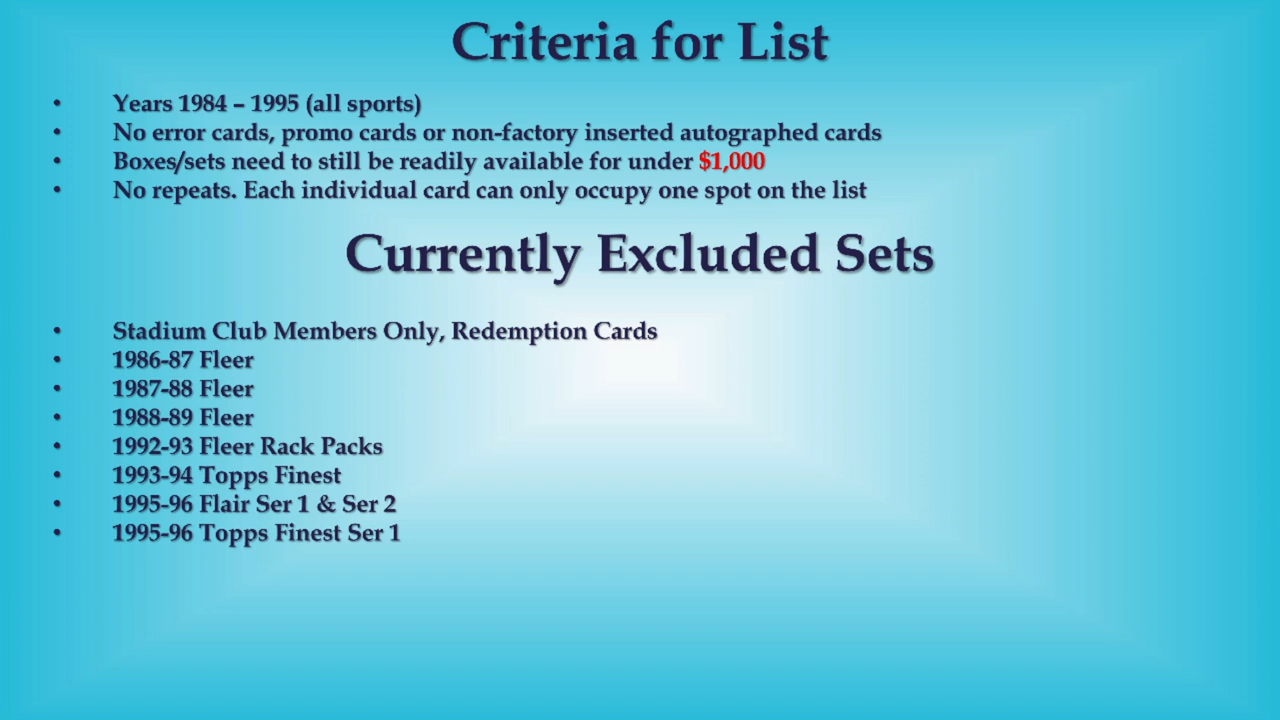 Criteria for List
• Years 1984 – 1995 (all sports)
• No error cards, promo cards or non-factory inserted autographed cards
• Boxes/sets need to still be readily available for under $1,000
• No repeats. Each individual card can only occupy one spot on the list
Currently Excluded Sets
• Stadium Club Members Only, Redemption Cards
• 1986-87 Fleer
• 1987-88 Fleer
• 1988-89 Fleer
• 1992-93 Fleer Rack Packs
• 1993-94 Topps Finest
• 1995-96 Flair Ser 1 & Ser 2
• 1995-96 Topps Finest Ser 1